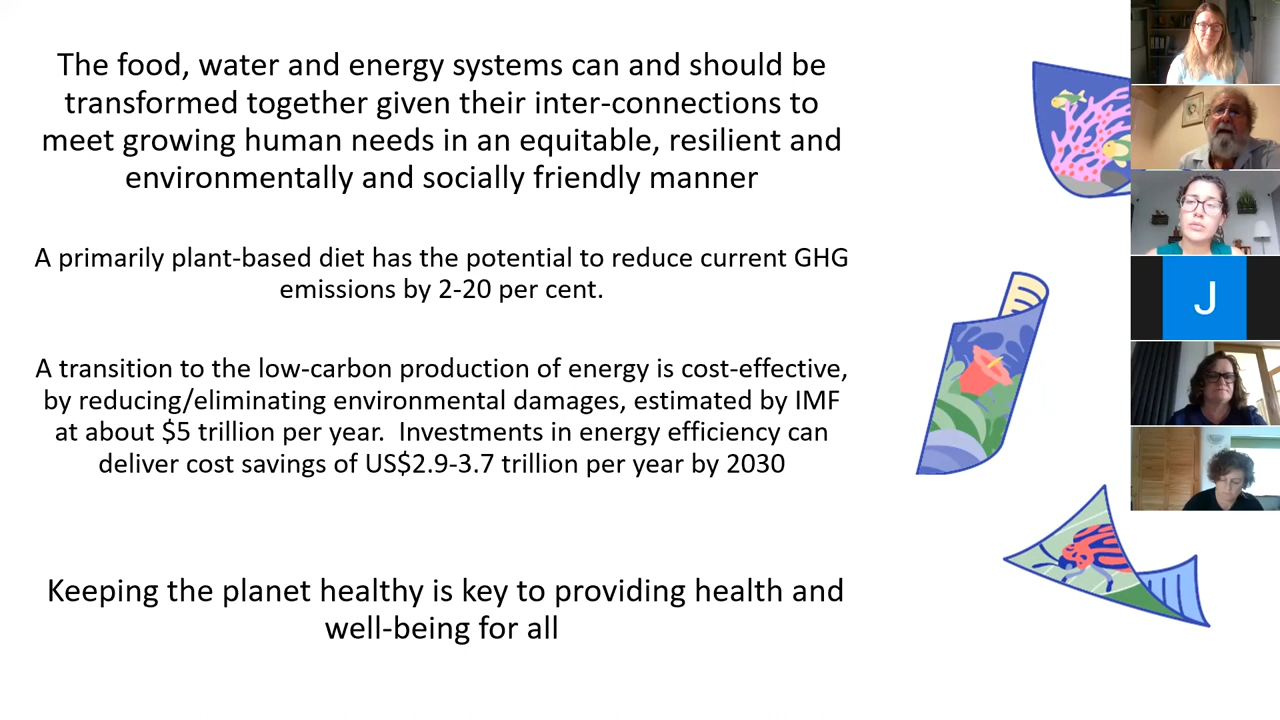 The food, water and energy systems can and should be
transformed together given their inter-connections to
meet growing human needs in an equitable, resilient and
environmentally and socially friendly manner
A primarily plant-based diet has the potential to reduce current GHG
emissions by 2-20 per cent.
A transition to the low-carbon production of energy is cost-effective,
by reducing/eliminating environmental damages, estimated by IMF
at about $5 trillion per year.  Investments in energy efficiency can
deliver cost savings of US$2.9-3.7 trillion per year by 2030
Keeping the planet healthy is key to providing health and
well-being for all
J